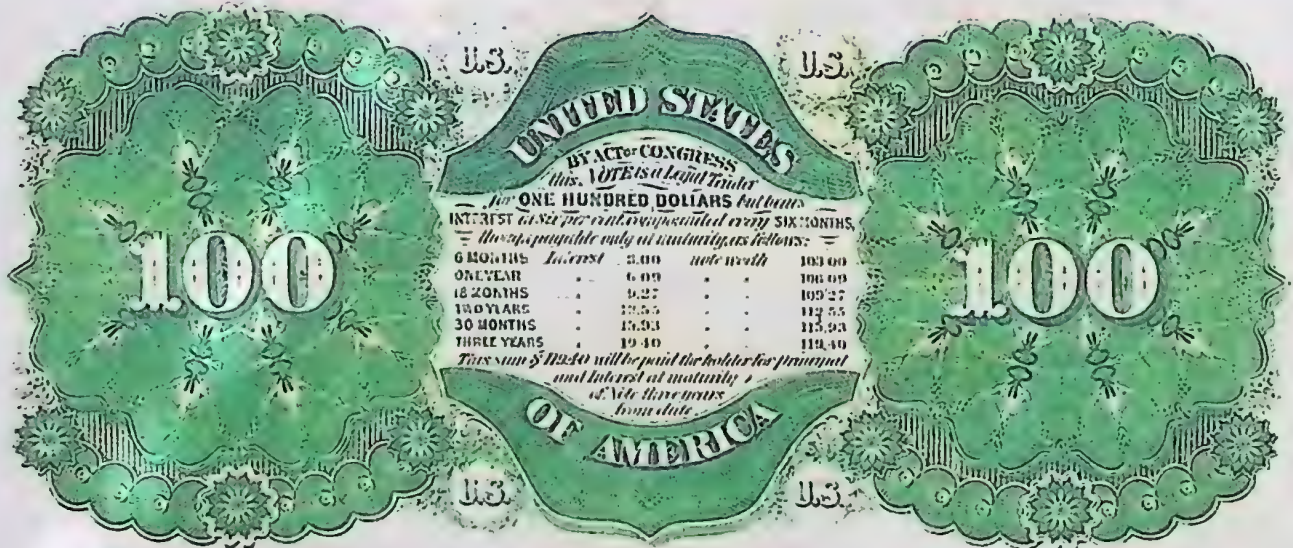 U.S. U.S.
UNITED STATES
BY ACT OF CONGRESS
this NOTE is a Legal Tender
for ONE HUNDRED DOLLARS but bears
INTEREST at six per cent compounded every SIX MONTHS,
payable only at maturity, as follows:
100 100
6 MONTHS Interest 3.00 note worth 103.00
ONE YEAR " 6.09 " " 106.09
18 MONTHS " 9.27 " " 109.27
TWO YEARS " 12.55 " " 112.55
30 MONTHS " 15.93 " " 115.93
THREE YEARS " 19.40 " " 119.40
This sum $119.40 will be paid the holder for principal
and Interest at maturity
of Note three years
from date
OF AMERICA
U.S. U.S.